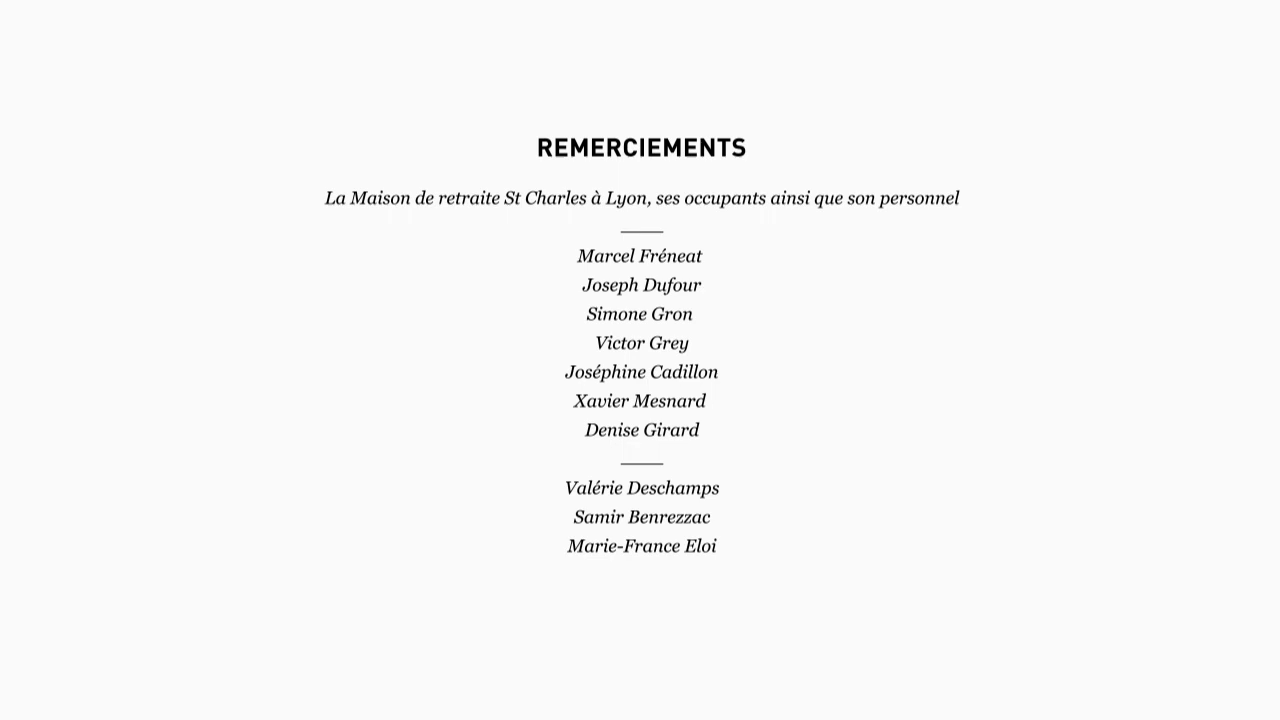 REMERCIEMENTS
La Maison de retraite St Charles à Lyon, ses occupants ainsi que son personnel
Marcel Fréneat
Joseph Dufour
Simone Gron
Victor Grey
Joséphine Cadillon
Xavier Mesnard
Denise Girard
Valérie Deschamps
Samir Benrezzac
Marie-France Eloi